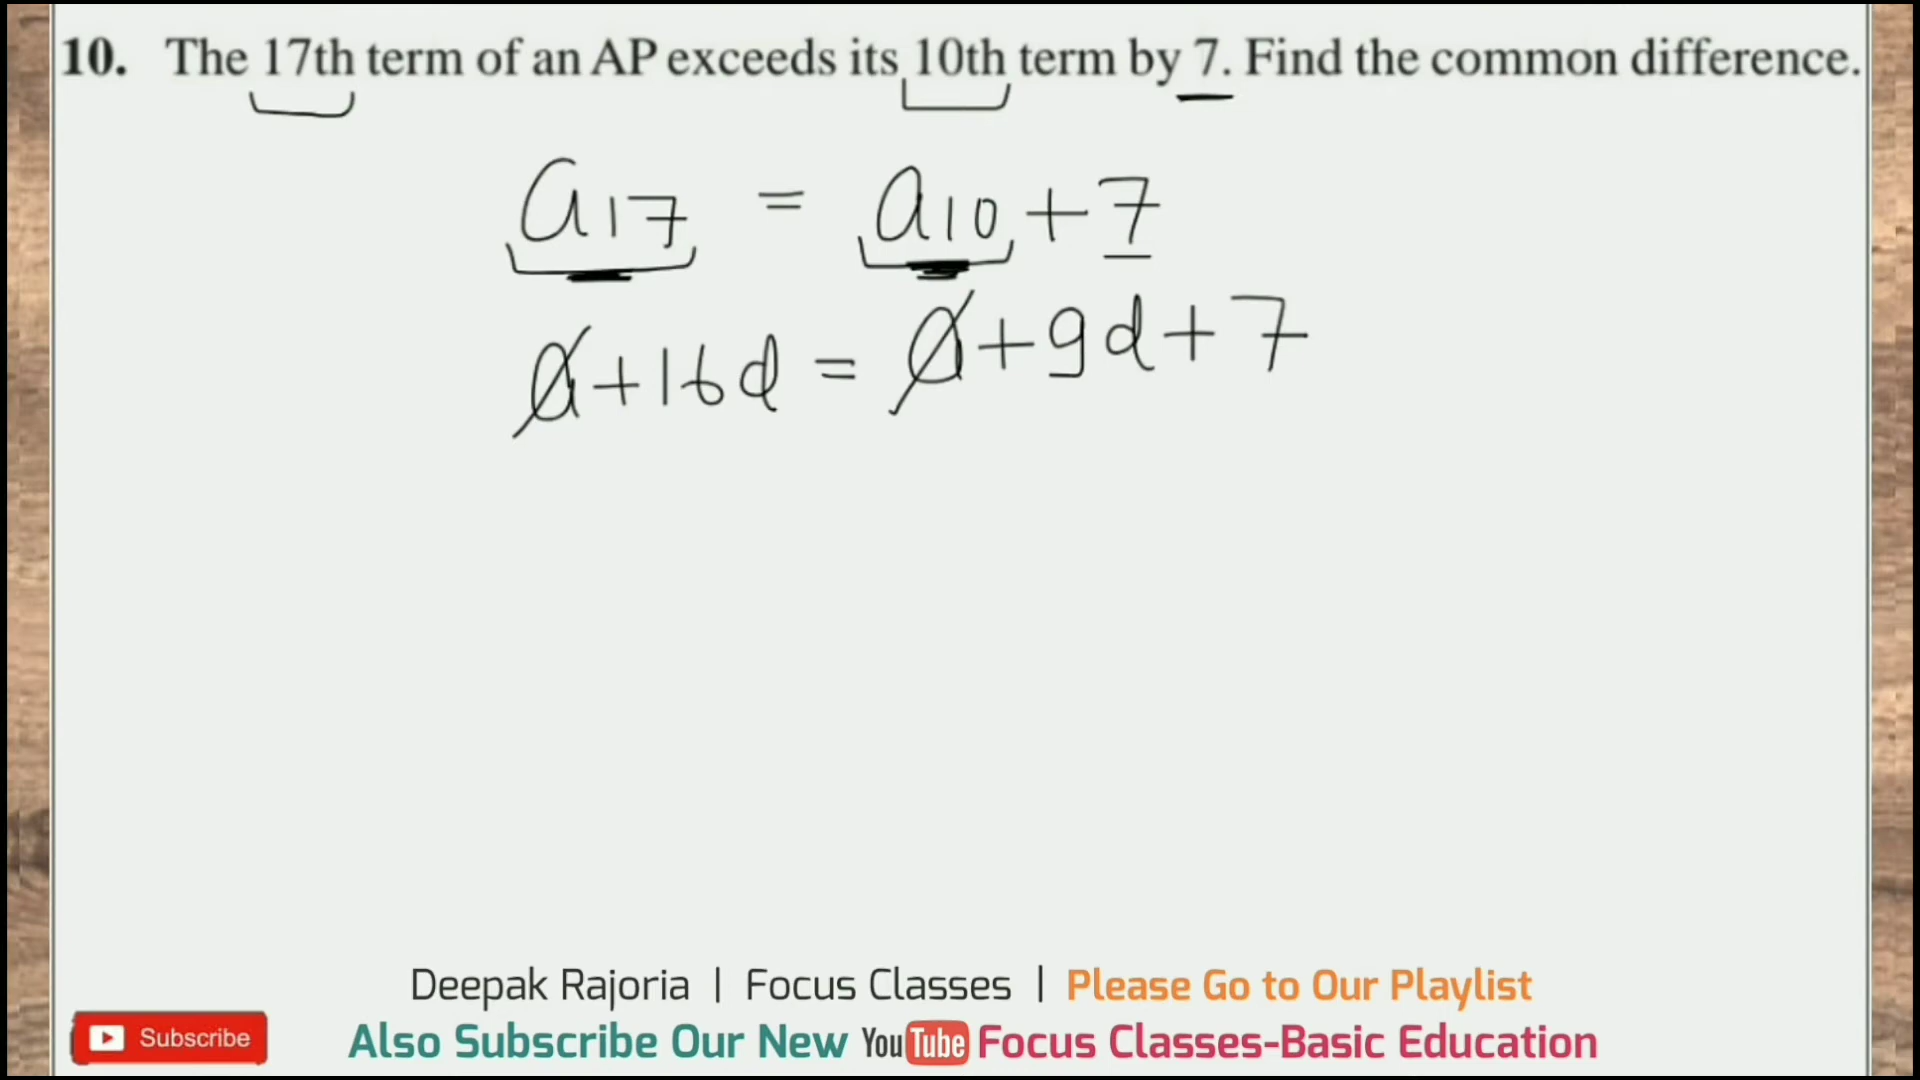 10. The 17th term of an AP exceeds its 10th term by 7. Find the common difference.
a17 = a10 + 7
a + 16d = a + 9d + 7
Deepak Rajoria | Focus Classes | Please Go to Our Playlist
Subscribe
Also Subscribe Our New YouTube Focus Classes-Basic Education